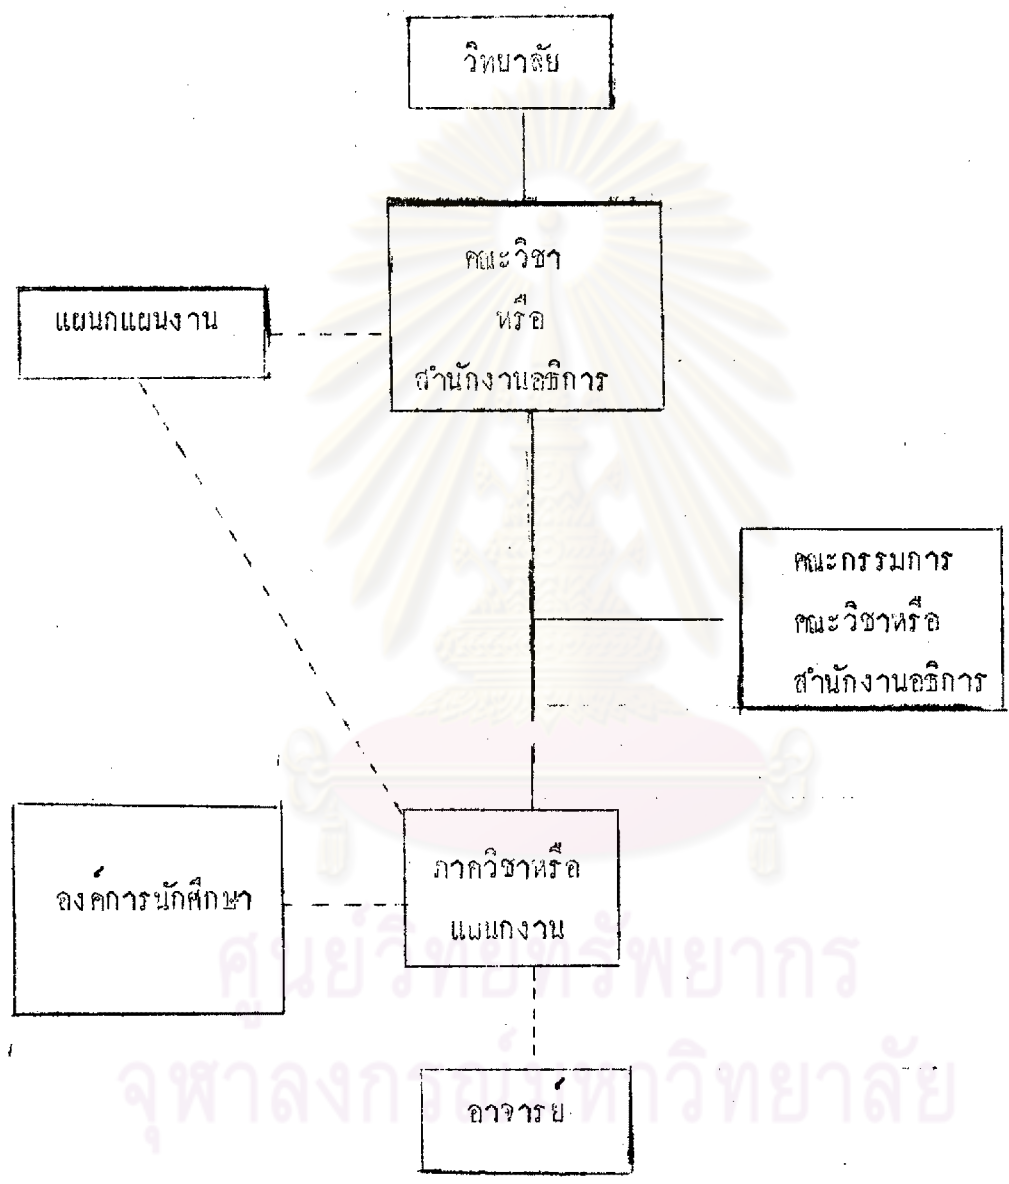 วิทยาลัย
คณะวิชา
หรือ
สำนักงานอธิการ
แผนกแผนงาน
คณะกรรมการ
คณะวิชาหรือ
สำนักงานอธิการ
ภาควิชาหรือ
แผนกงาน
องค์การนักศึกษา
อาจารย์
ศูนย์วิทยทรัพยากร
จุฬาลงกรณ์มหาวิทยาลัย